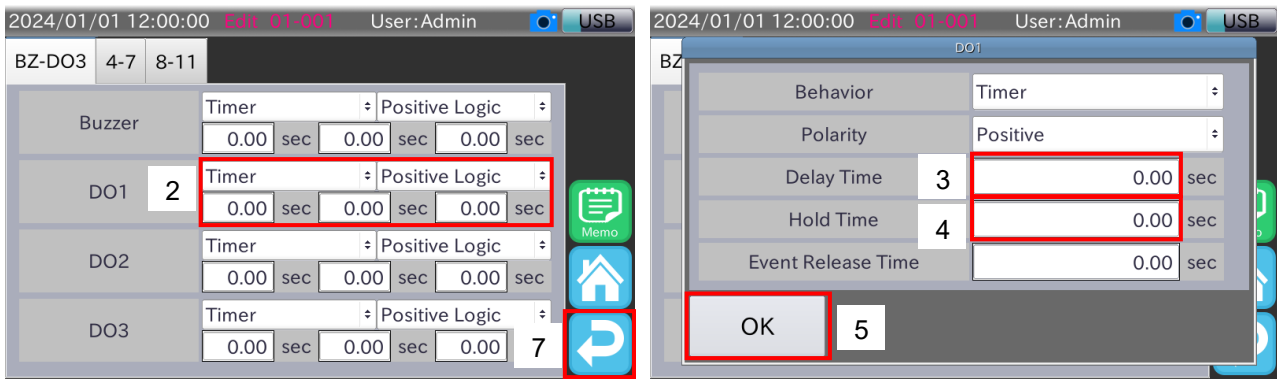 2024/01/01 12:00:00 Edit 01-001 User:Admin USB
BZ-DO3 4-7 8-11
Buzzer Timer Positive Logic
0.00 sec 0.00 sec 0.00 sec
DO1 2 Timer Positive Logic
0.00 sec 0.00 sec 0.00 sec
Memo
DO2 Timer Positive Logic
0.00 sec 0.00 sec 0.00 sec
DO3 Timer Positive Logic
0.00 sec 0.00 sec 0.00 7
2024/01/01 12:00:00 Edit 01-001 User:Admin USB
BZ
DO1
Behavior Timer
Polarity Positive
Delay Time 3 0.00 sec
Hold Time 4 0.00 sec
Event Release Time 0.00 sec
OK 5